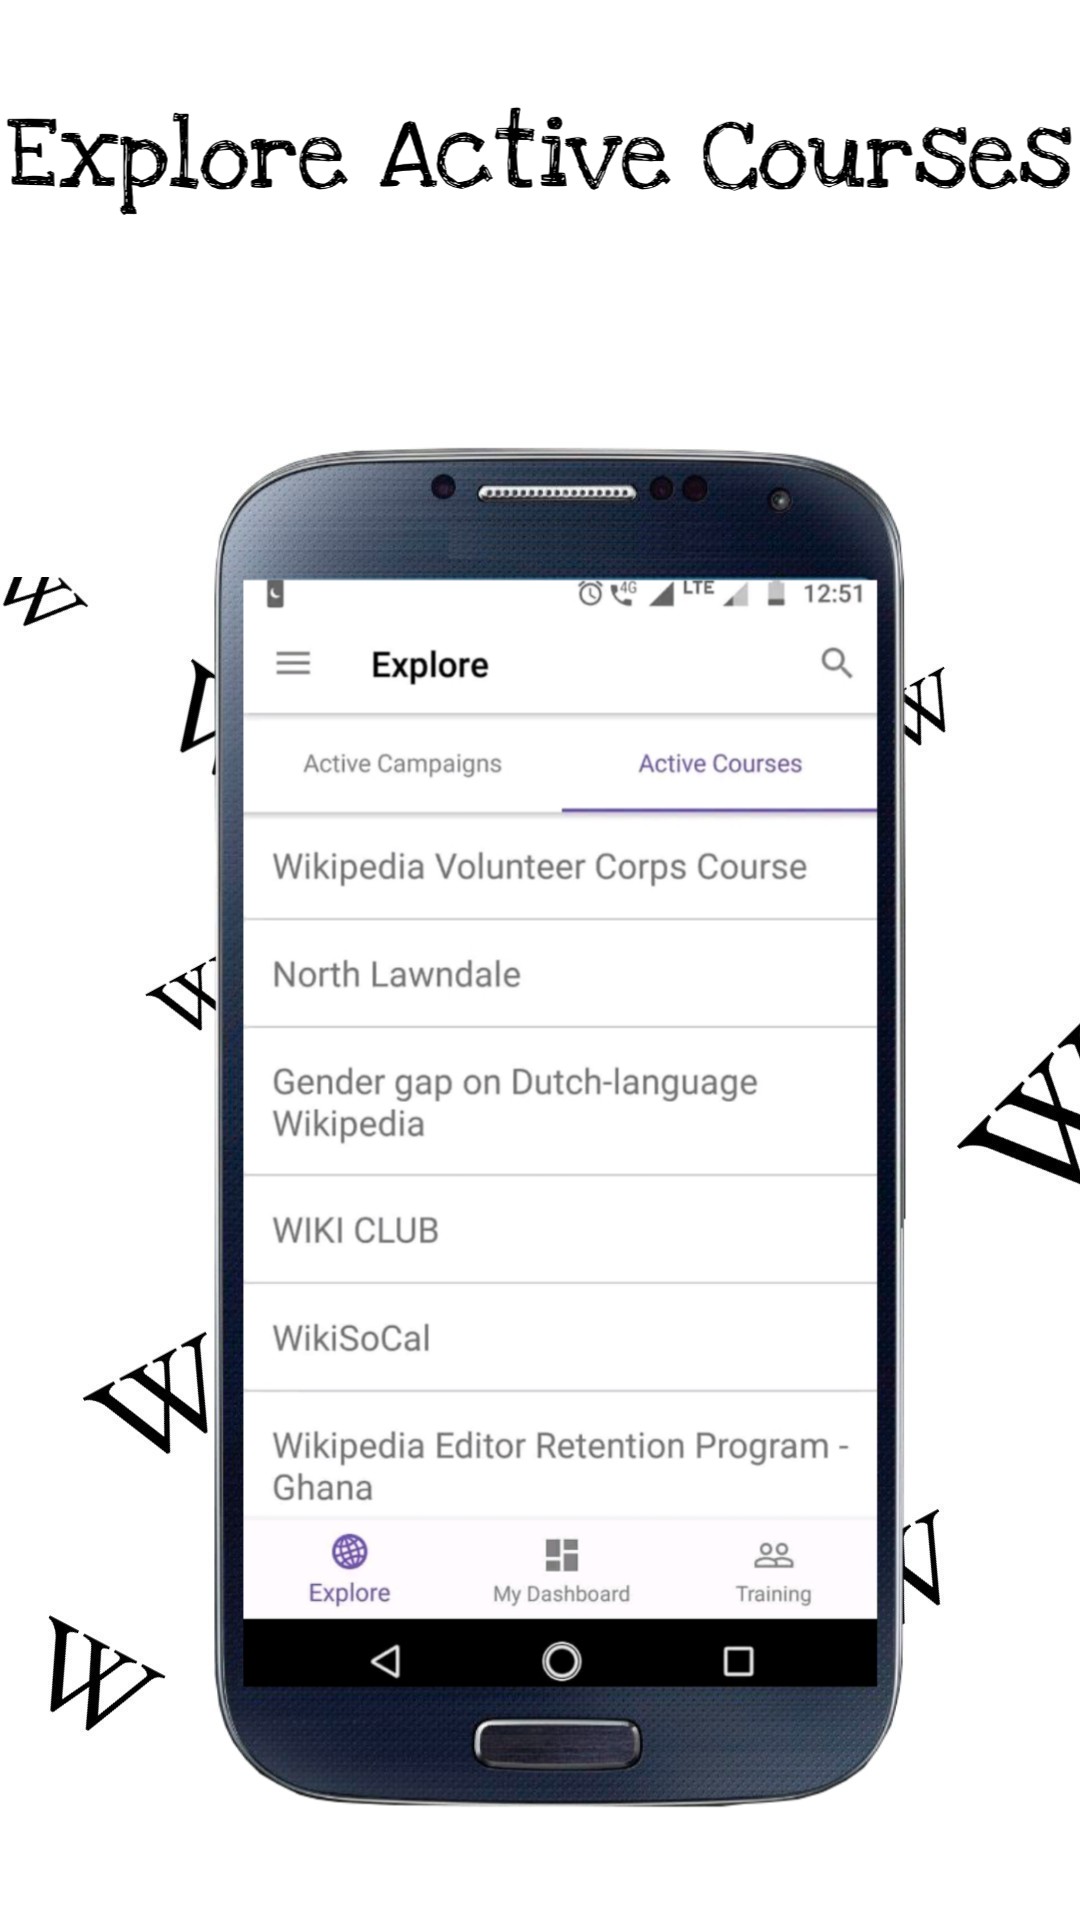 Explore Active Courses
4G LTE 12:51
Explore
Active Campaigns Active Courses
Wikipedia Volunteer Corps Course
North Lawndale
Gender gap on Dutch-language
Wikipedia
WIKI CLUB
WikiSoCal
Wikipedia Editor Retention Program -
Ghana
Explore My Dashboard Training
W
W
W
W
W
W
W
W